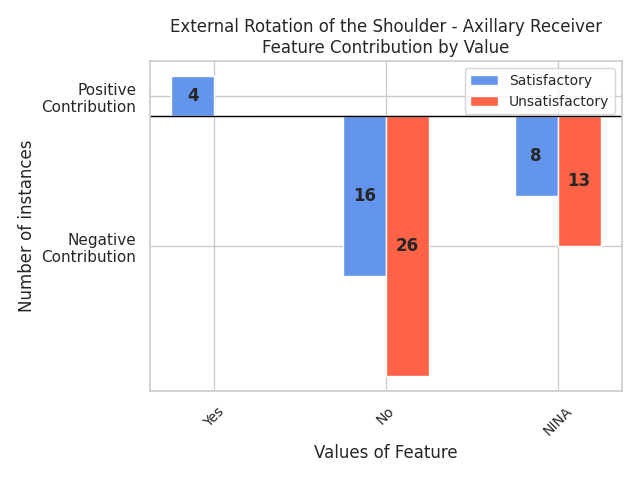 External Rotation of the Shoulder - Axillary Receiver
Feature Contribution by Value
Satisfactory
Unsatisfactory
Positive
Contribution
Negative
Contribution
Number of instances
4
16
26
8
13
Yes
No
NINA
Values of Feature